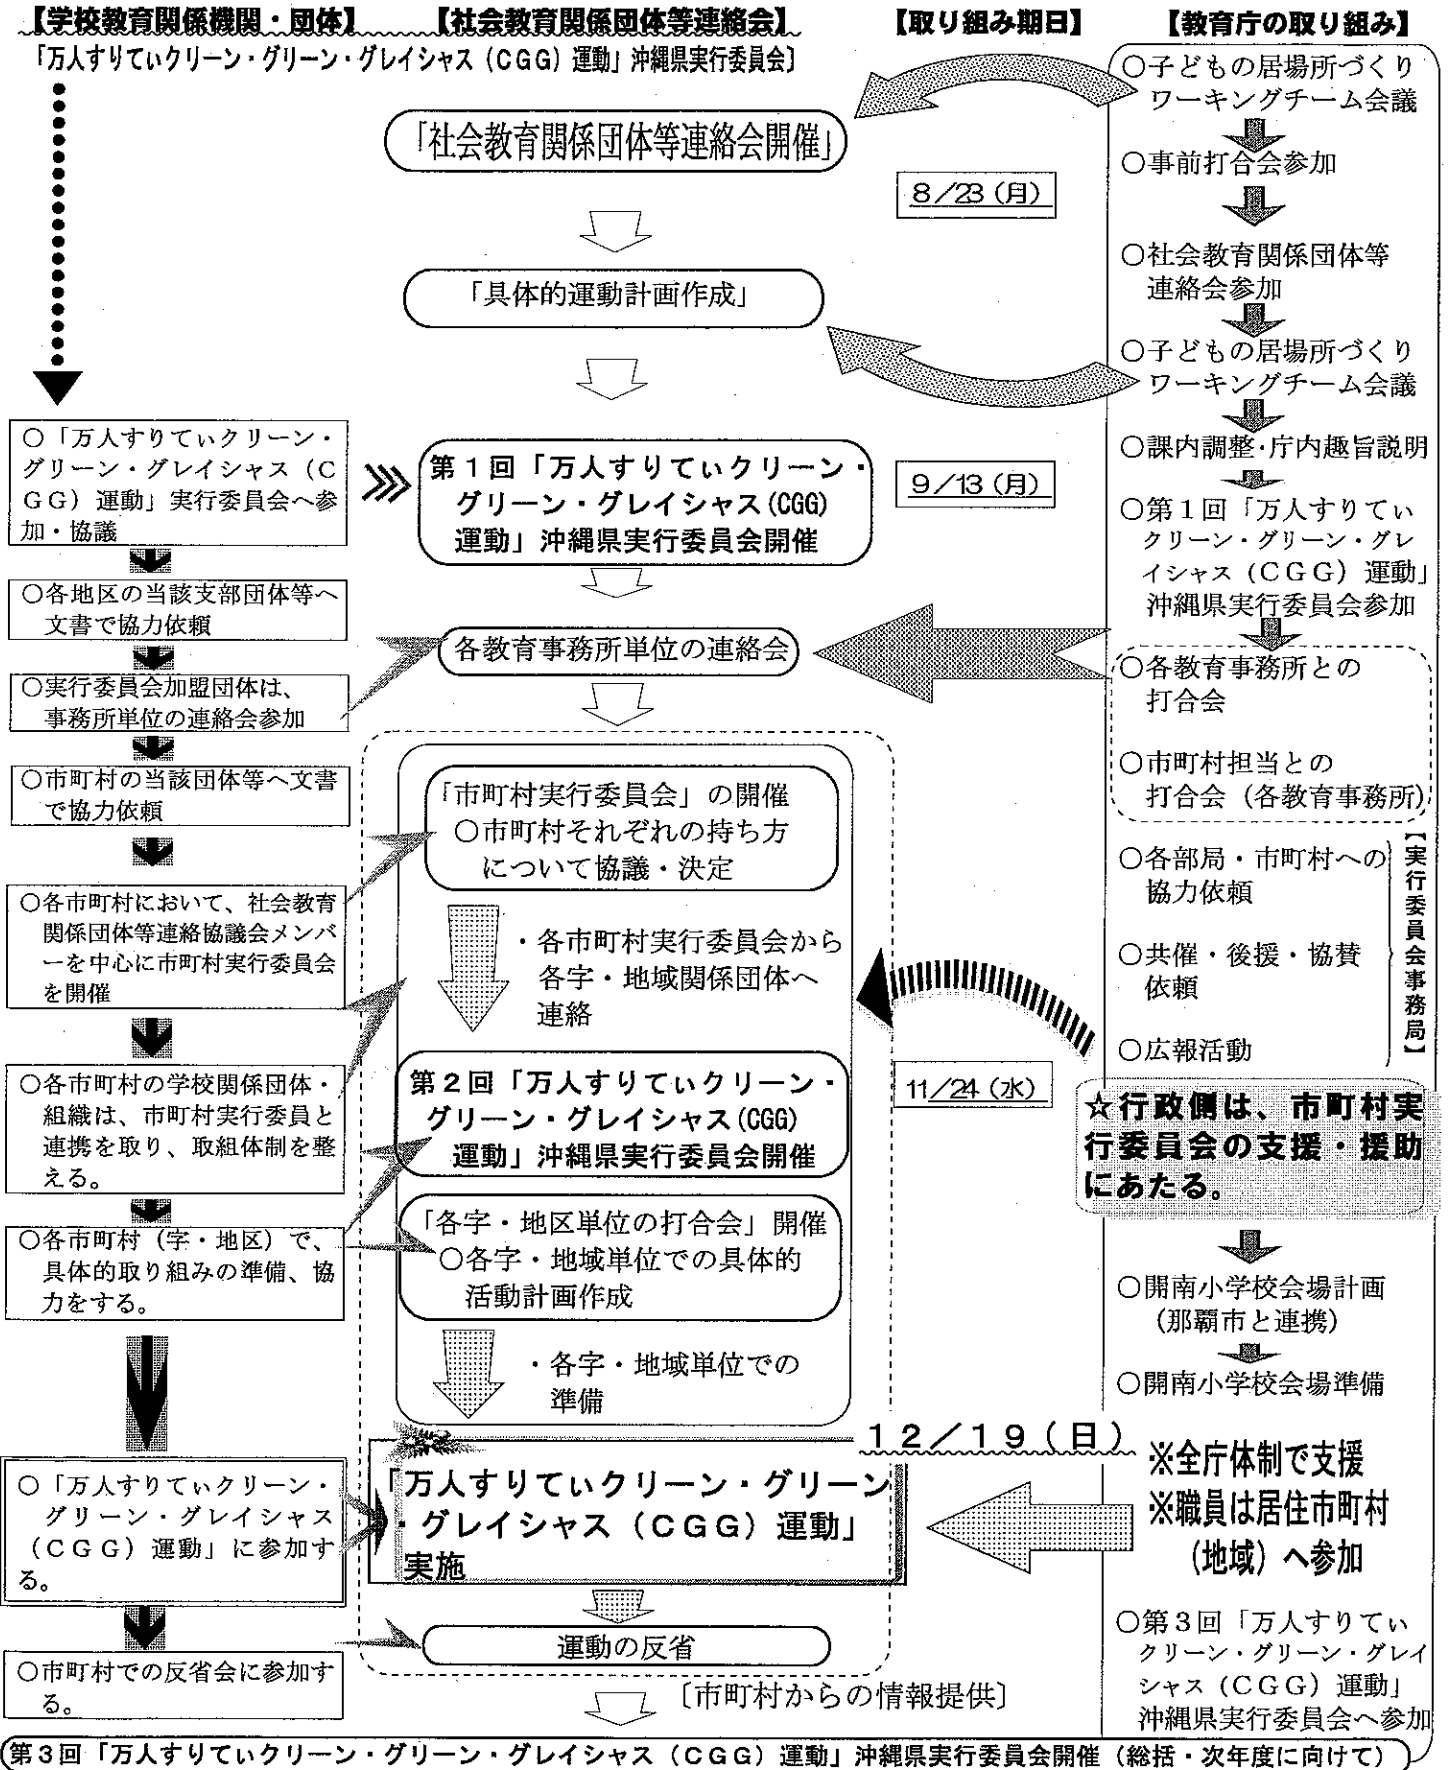 【学校教育関係機関・団体】
【社会教育関係団体等連絡会】
「万人すりてぃクリーン・グリーン・グレイシャス（CGG）運動」沖縄県実行委員会〕
○「万人すりてぃクリーン・
グリーン・グレイシャス（C
GG）運動」実行委員会へ参
加・協議
○各地区の当該支部団体等へ
文書で協力依頼
○実行委員会加盟団体は、
事務所単位の連絡会参加
○市町村の当該団体等へ文書
で協力依頼
○各市町村において、社会教育
関係団体等連絡協議会メンバ
ーを中心に市町村実行委員会
を開催
○各市町村の学校関係団体・
組織は、市町村実行委員と
連携を取り、取組体制を整
える。
○各市町村（字・地区）で、
具体的取り組みの準備、協
力をする。
○「万人すりてぃクリーン・
グリーン・グレイシャス
（CGG）運動」に参加す
る。
○市町村での反省会に参加す
る。
「社会教育関係団体等連絡会開催」
「具体的運動計画作成」
第１回「万人すりてぃクリーン・
グリーン・グレイシャス(CGG)
運動」沖縄県実行委員会開催
各教育事務所単位の連絡会
「市町村実行委員会」の開催
○市町村それぞれの持ち方
について協議・決定
・各市町村実行委員会から
各字・地域関係団体へ
連絡
第２回「万人すりてぃクリーン・
グリーン・グレイシャス(CGG)
運動」沖縄県実行委員会開催
「各字・地区単位の打合会」開催
○各字・地域単位での具体的
活動計画作成
・各字・地域単位での
準備
「万人すりてぃクリーン・グリーン
・グレイシャス（CGG）運動」
実施
運動の反省
〔市町村からの情報提供〕
【取り組み期日】
8／23（月）
9／13（月）
11／24（水）
12／19（日）
【教育庁の取り組み】
○子どもの居場所づくり
ワーキングチーム会議
○事前打合会参加
○社会教育関係団体等
連絡会参加
○子どもの居場所づくり
ワーキングチーム会議
○課内調整・庁内趣旨説明
○第１回「万人すりてぃ
クリーン・グリーン・グレ
イシャス（CGG）運動」
沖縄県実行委員会参加
○各教育事務所との
打合会
○市町村担当との
打合会（各教育事務所）
○各部局・市町村への
協力依頼
○共催・後援・協賛
依頼
○広報活動
【実行委員会事務局】
☆行政側は、市町村実
行委員会の支援・援助
にあたる。
○開南小学校会場計画
（那覇市と連携）
○開南小学校会場準備
※全庁体制で支援
※職員は居住市町村
（地域）へ参加
○第３回「万人すりてぃ
クリーン・グリーン・グレイ
シャス（CGG）運動」
沖縄県実行委員会へ参加
第３回「万人すりてぃクリーン・グリーン・グレイシャス（CGG）運動」沖縄県実行委員会開催（総括・次年度に向けて）